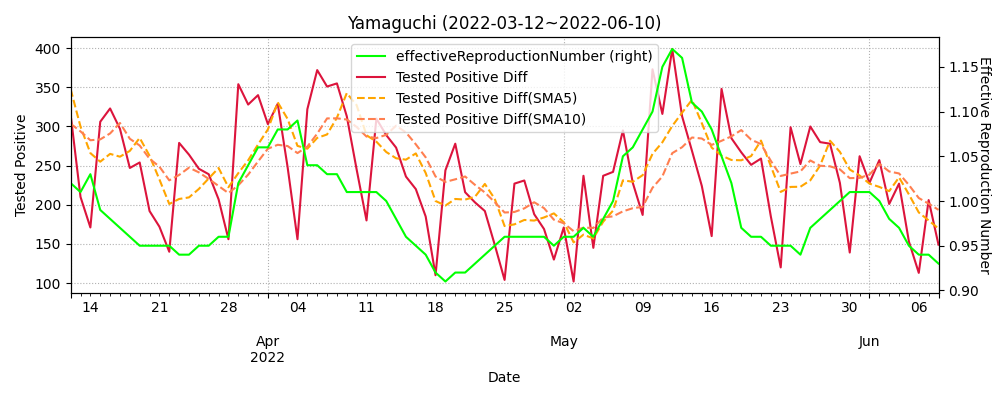 Yamaguchi (2022-03-12~2022-06-10)
effectiveReproductionNumber (right)
Tested Positive Diff
Tested Positive Diff(SMA5)
Tested Positive Diff(SMA10)
Tested Positive
400
350
300
250
200
150
100
1.15
1.10
1.05
1.00
0.95
0.90
Effective Reproduction Number
14 21 28 04 11 18 25 02 09 16 23 30 06
Apr May Jun
2022
Date